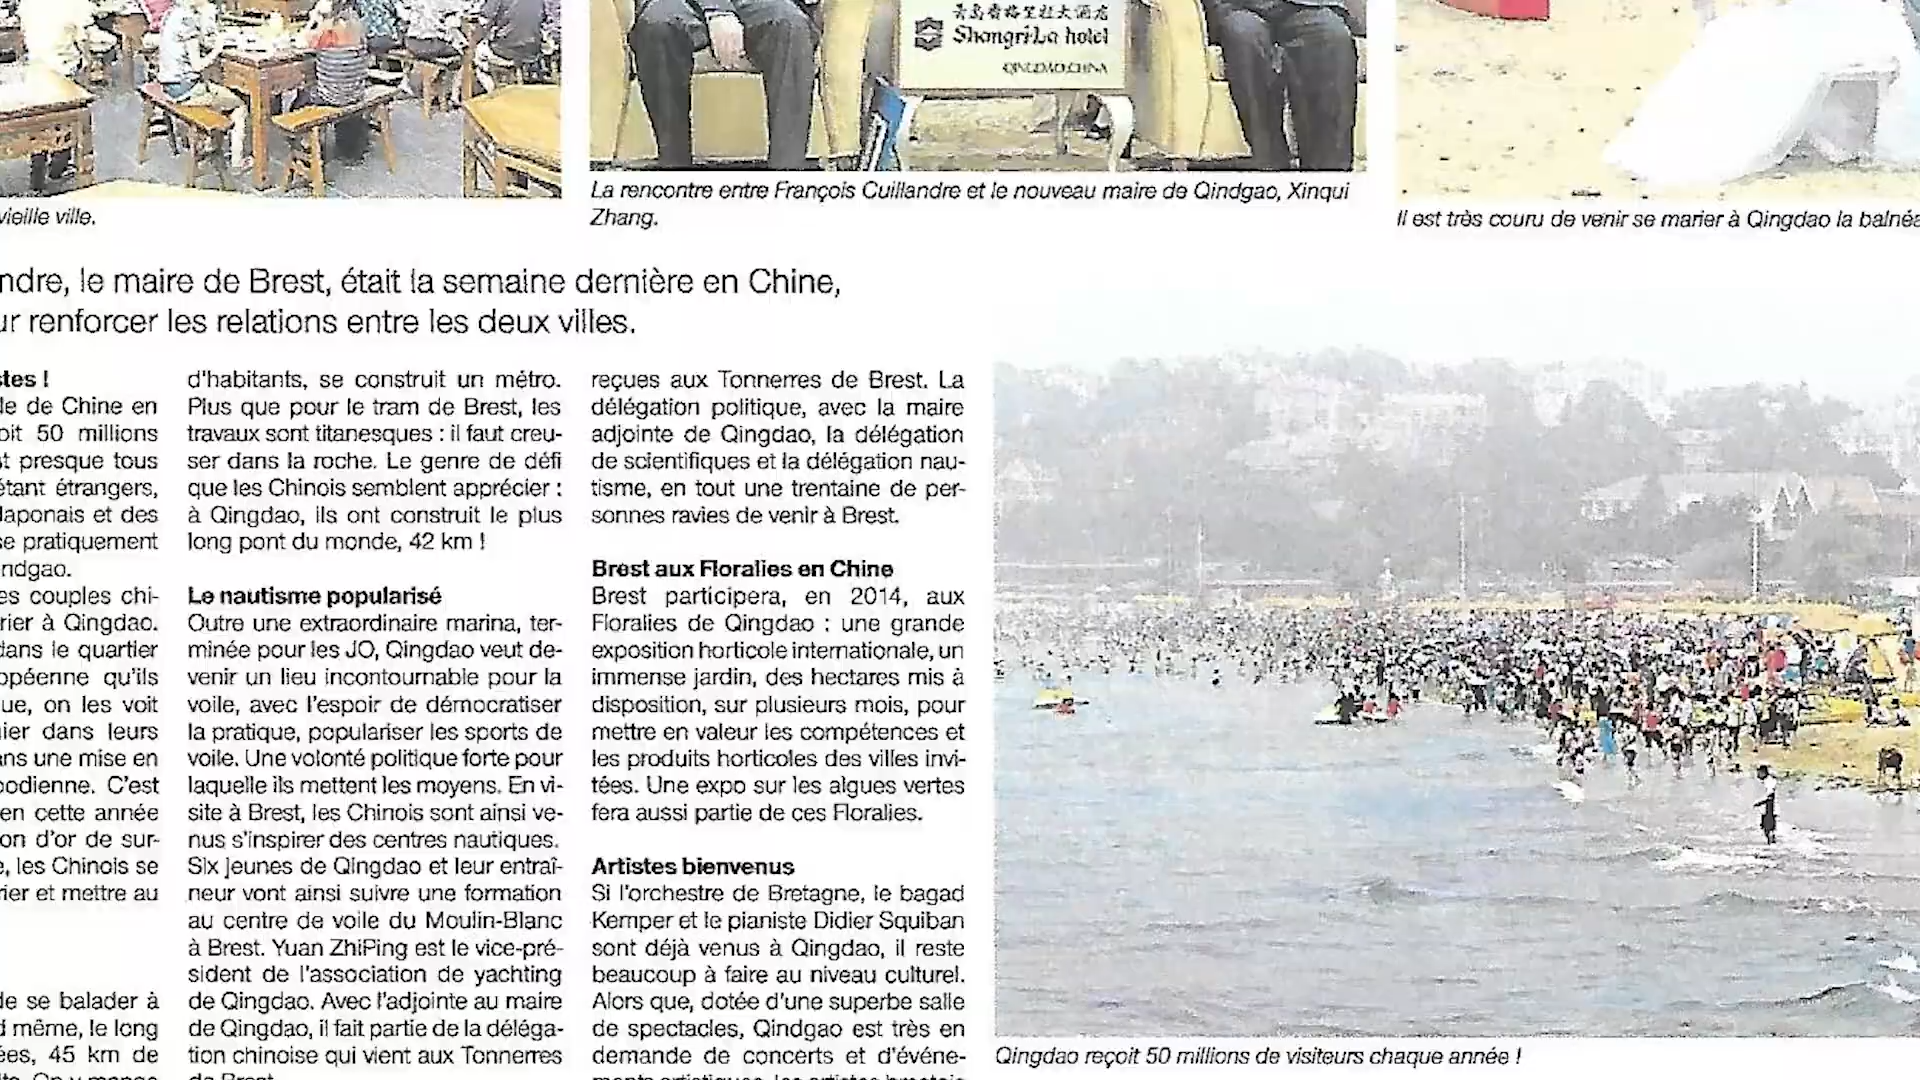 青島香格里拉大酒店
Shangri-La hotel
QINGDAO, CHINA
vieille ville.
La rencontre entre François Cuillandre et le nouveau maire de Qindgao, Xinqui
Zhang.
Il est très couru de venir se marier à Qingdao la balnéa
ndre, le maire de Brest, était la semaine dernière en Chine,
ur renforcer les relations entre les deux villes.
stes !
le de Chine en
oit 50 millions
st presque tous
étant étrangers,
Japonais et des
se pratiquement
ndgao.
es couples chi-
rier à Qingdao.
dans le quartier
opéenne qu'ils
ue, on les voit
ier dans leurs
ans une mise en
oodienne. C'est
en cette année
on d'or de sur-
e, les Chinois se
rier et mettre au
de se balader à
d même, le long
ées, 45 km de
d'habitants, se construit un métro.
Plus que pour le tram de Brest, les
travaux sont titanesques : il faut creu-
ser dans la roche. Le genre de défi
que les Chinois semblent apprécier :
à Qingdao, ils ont construit le plus
long pont du monde, 42 km !
Le nautisme popularisé
Outre une extraordinaire marina, ter-
minée pour les JO, Qingdao veut de-
venir un lieu incontournable pour la
voile, avec l'espoir de démocratiser
la pratique, populariser les sports de
voile. Une volonté politique forte pour
laquelle ils mettent les moyens. En vi-
site à Brest, les Chinois sont ainsi ve-
nus s'inspirer des centres nautiques.
Six jeunes de Qingdao et leur entraî-
neur vont ainsi suivre une formation
au centre de voile du Moulin-Blanc
à Brest. Yuan ZhiPing est le vice-pré-
sident de l'association de yachting
de Qingdao. Avec l'adjointe au maire
de Qingdao, il fait partie de la déléga-
tion chinoise qui vient aux Tonnerres
de Brest.
reçues aux Tonnerres de Brest. La
délégation politique, avec la maire
adjointe de Qingdao, la délégation
de scientifiques et la délégation nau-
tisme, en tout une trentaine de per-
sonnes ravies de venir à Brest.
Brest aux Floralies en Chine
Brest participera, en 2014, aux
Floralies de Qingdao : une grande
exposition horticole internationale, un
immense jardin, des hectares mis à
disposition, sur plusieurs mois, pour
mettre en valeur les compétences et
les produits horticoles des villes invi-
tées. Une expo sur les algues vertes
fera aussi partie de ces Floralies.
Artistes bienvenus
Si l'orchestre de Bretagne, le bagad
Kemper et le pianiste Didier Squiban
sont déjà venus à Qingdao, il reste
beaucoup à faire au niveau culturel.
Alors que, dotée d'une superbe salle
de spectacles, Qindgao est très en
demande de concerts et d'événe-
Qingdao reçoit 50 millions de visiteurs chaque année !